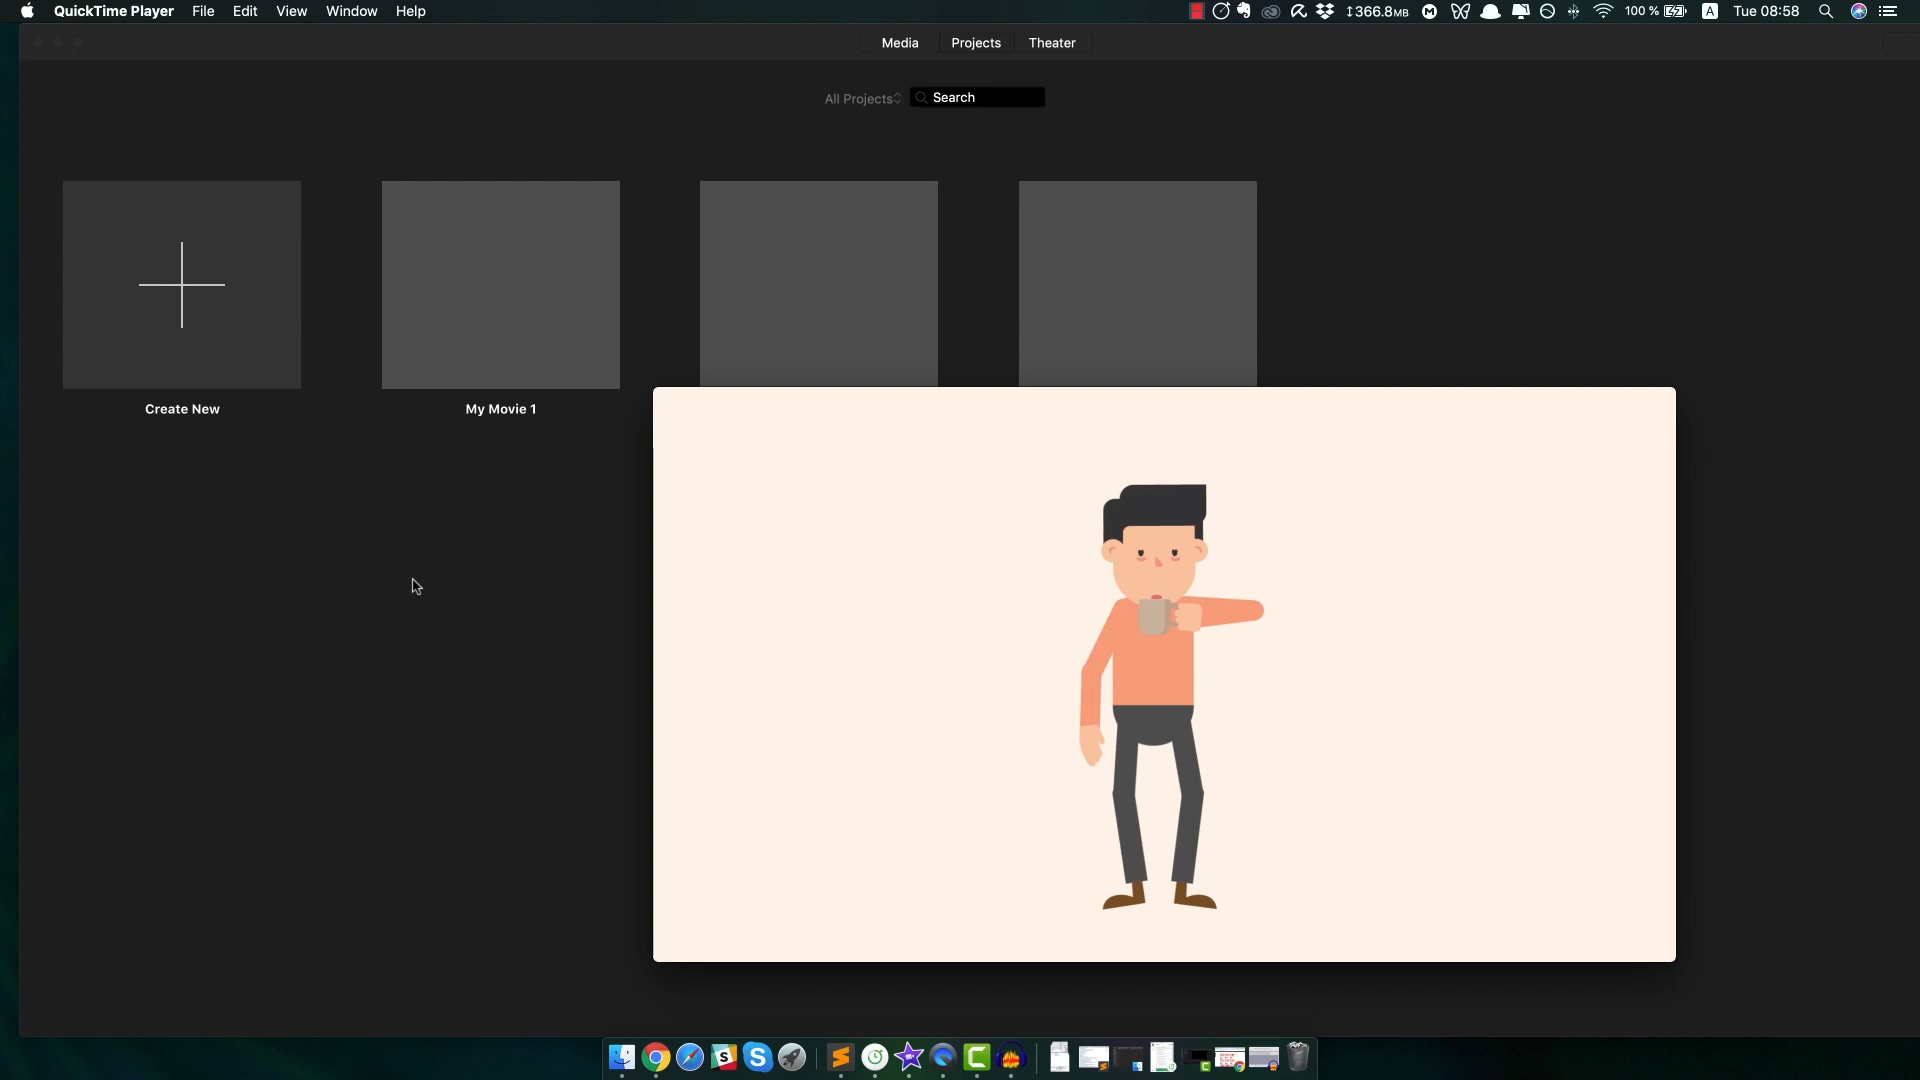 QuickTime Player File Edit View Window Help 366.8MB 100 % A Tue 08:58
Media Projects Theater
All Projects Search
Create New My Movie 1